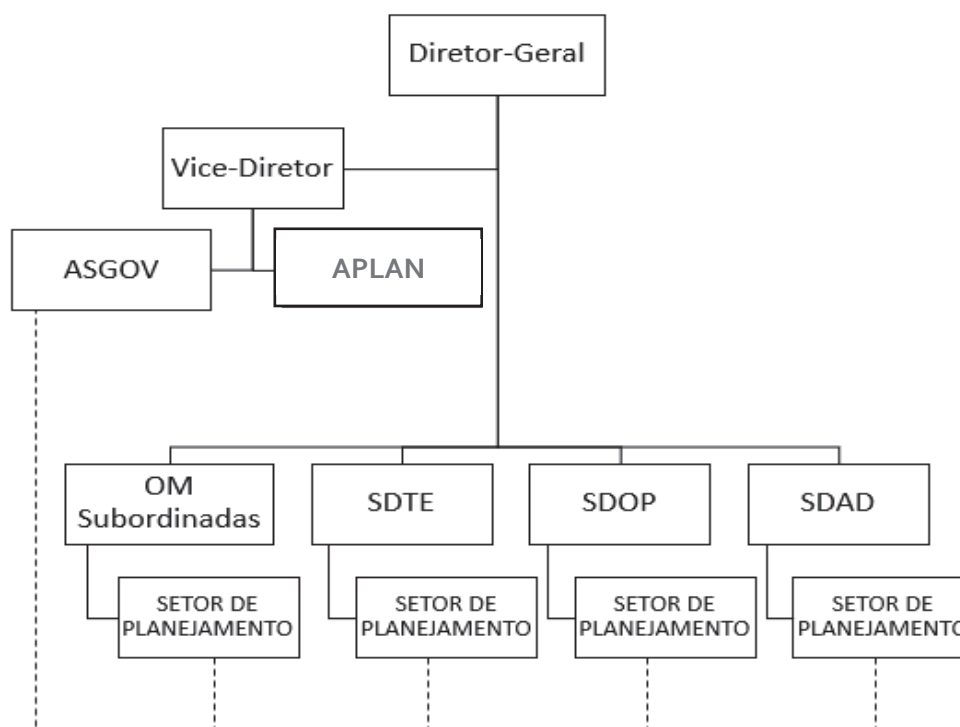 Diretor-Geral
Vice-Diretor
ASGOV
APLAN
OM
Subordinadas
SDTE
SDOP
SDAD
SETOR DE
PLANEJAMENTO
SETOR DE
PLANEJAMENTO
SETOR DE
PLANEJAMENTO
SETOR DE
PLANEJAMENTO